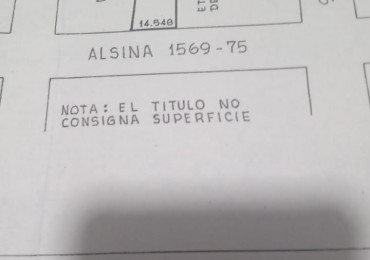 14.548
ALSINA 1569-75
NOTA: EL TITULO NO
CONSIGNA SUPERFICIE